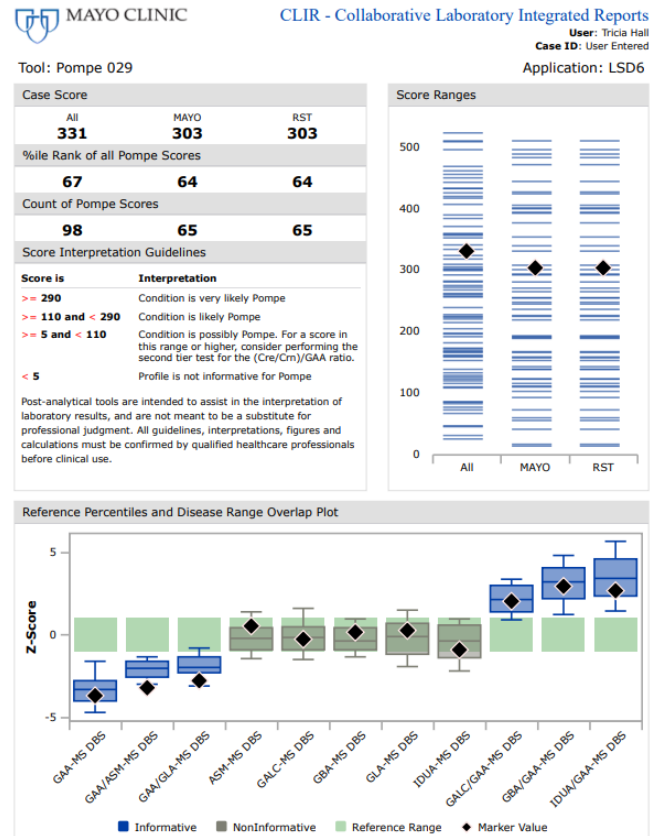 MAYO CLINIC
CLIR - Collaborative Laboratory Integrated Reports
User: Tricia Hall
Case ID: User Entered
Tool: Pompe 029
Application: LSD6
Case Score
All MAYO RST
331 303 303
%ile Rank of all Pompe Scores
67 64 64
Count of Pompe Scores
98 65 65
Score Interpretation Guidelines
Score is Interpretation
>= 290 Condition is very likely Pompe
>= 110 and < 290 Condition is likely Pompe
>= 5 and < 110 Condition is possibly Pompe. For a score in
this range or higher, consider performing the
second tier test for the (Cre/Crn)/GAA ratio.
< 5 Profile is not informative for Pompe
Post-analytical tools are intended to assist in the interpretation of
laboratory results, and are not meant to be a substitute for
professional judgment. All guidelines, interpretations, figures and
calculations must be confirmed by qualified healthcare professionals
before clinical use.
Score Ranges
500
400
300
200
100
0
All MAYO RST
Reference Percentiles and Disease Range Overlap Plot
Z-Score
5
0
-5
GAA-MS DBS
GAA/ASM-MS DBS
GAA/GLA-MS DBS
ASM-MS DBS
GALC-MS DBS
GBA-MS DBS
GLA-MS DBS
IDUA-MS DBS
GALC/GAA-MS DBS
GBA/GAA-MS DBS
IDUA/GAA-MS DBS
Informative NonInformative Reference Range Marker Value